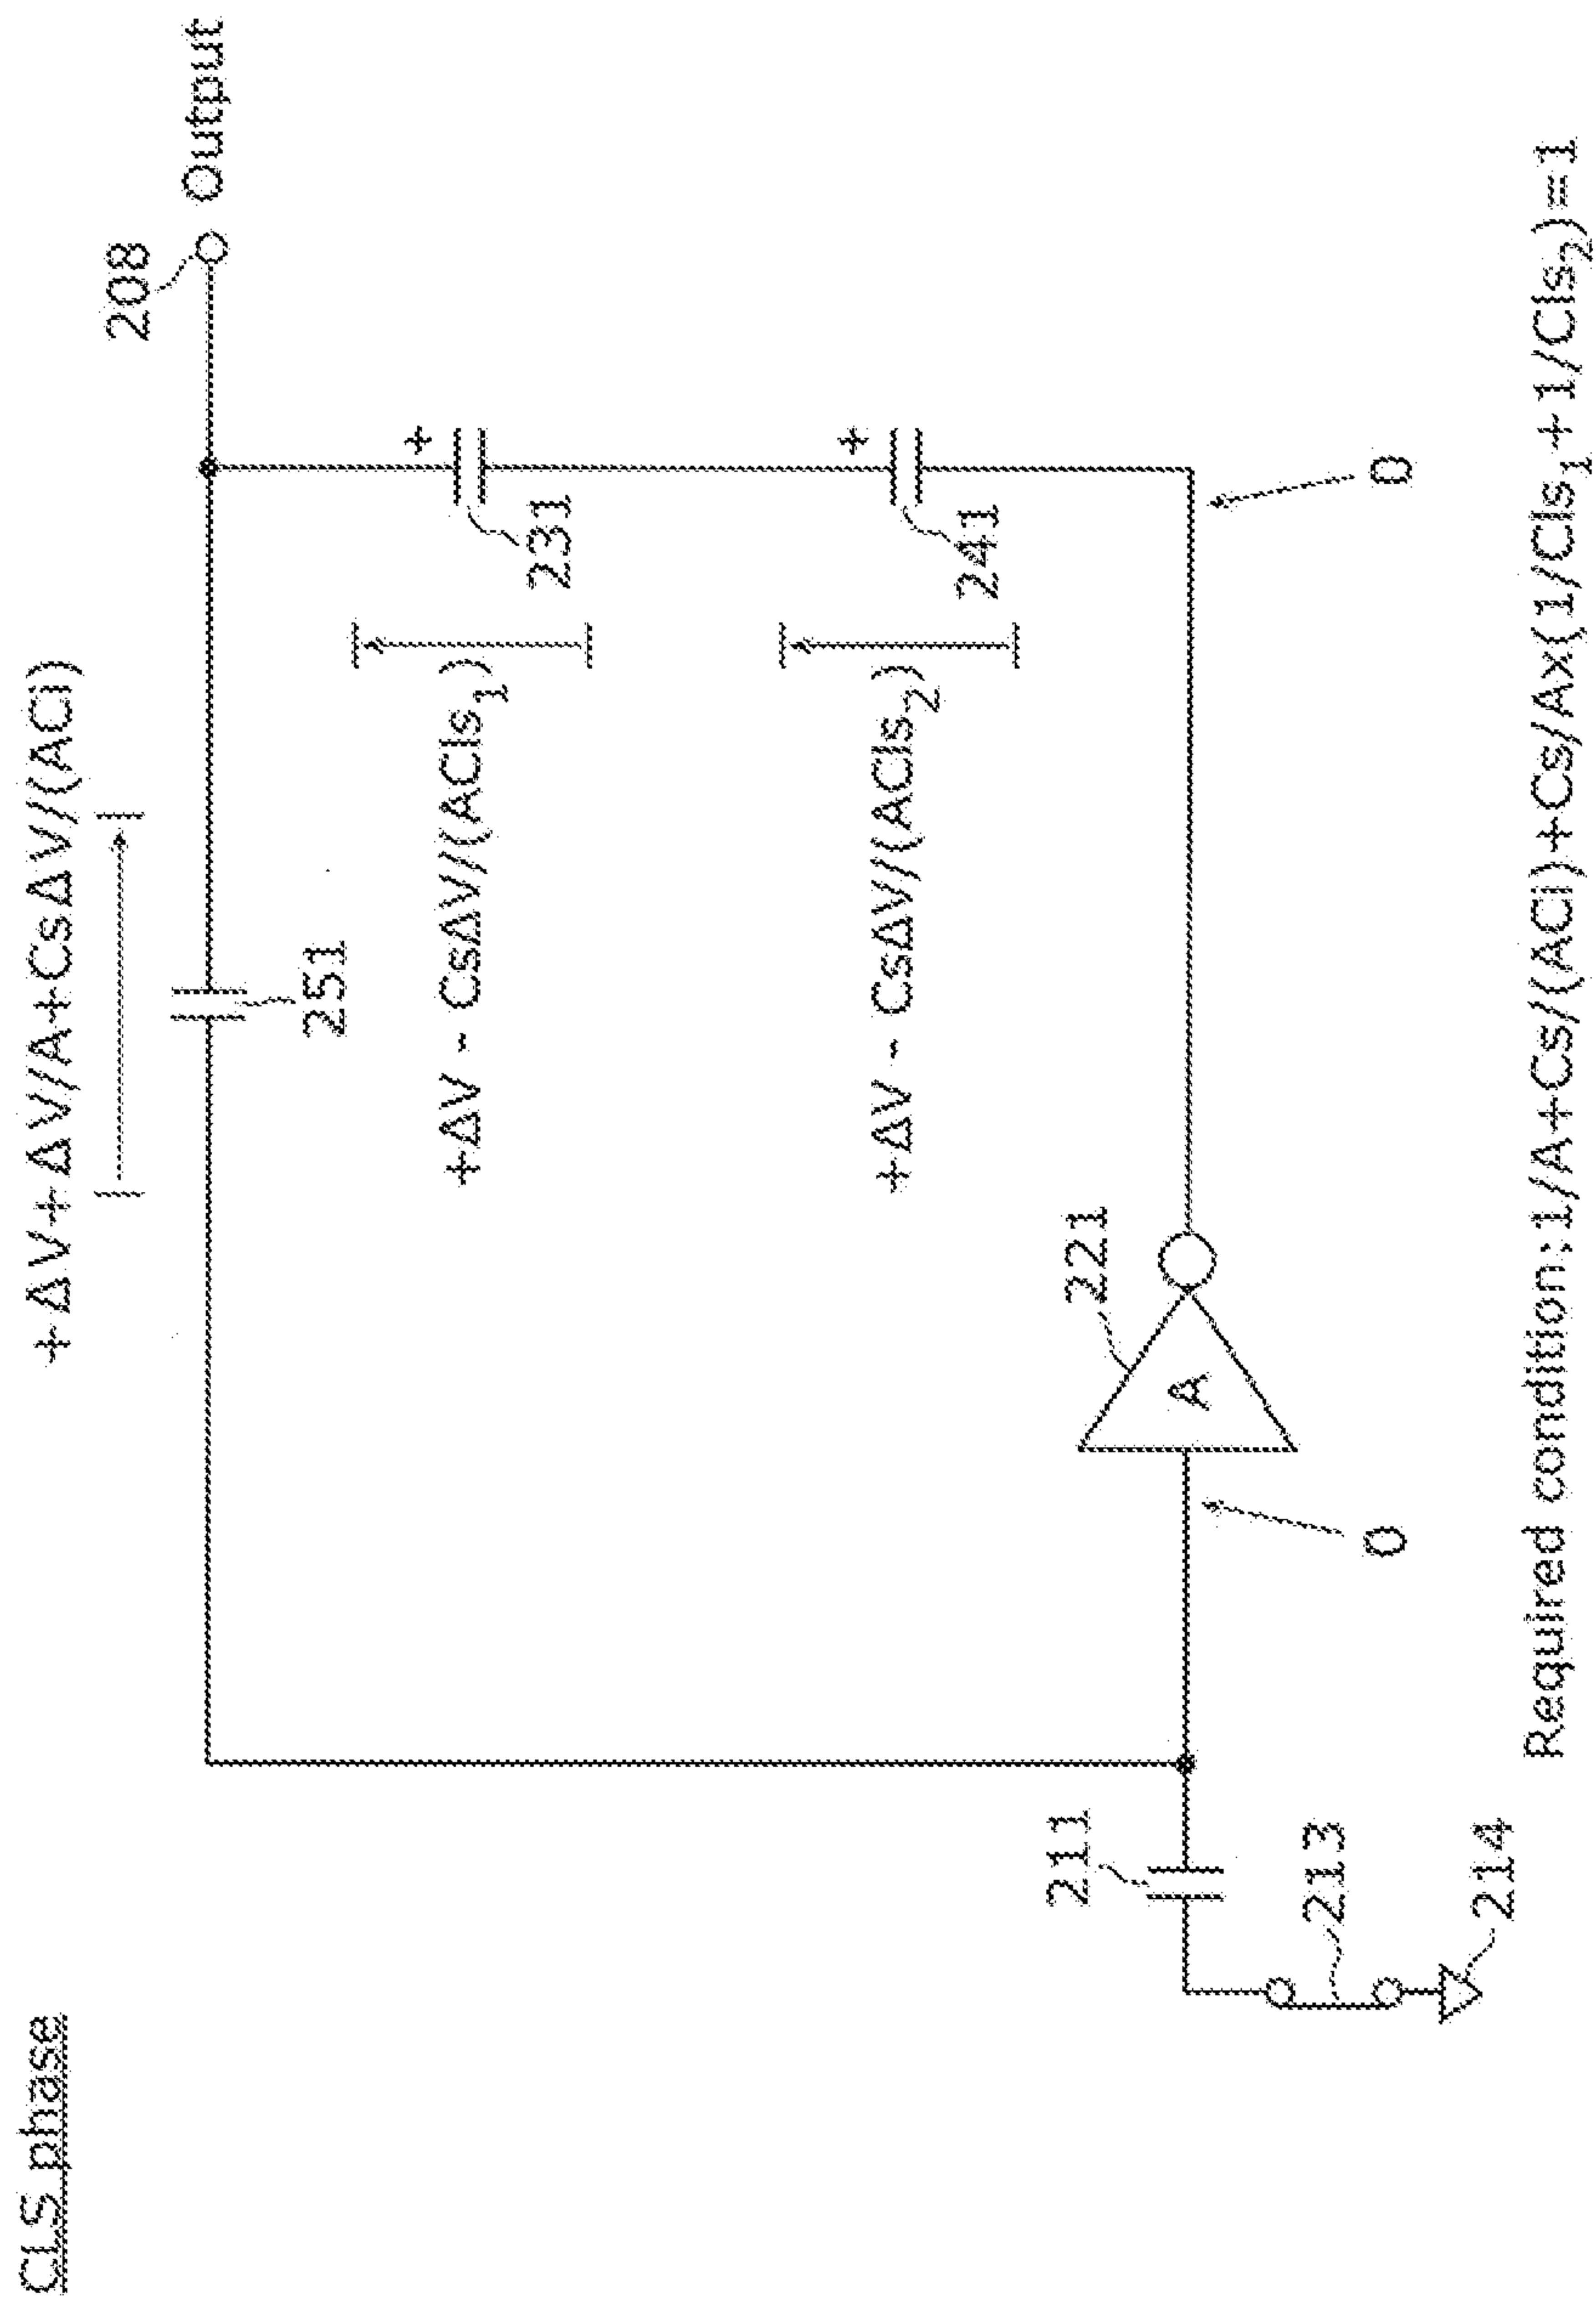 CLS phase
+ΔV+ΔV/A+CsΔV/(ACi)
208
Output
251
+ΔV - CsΔV/(ACls₁)
231
+
+ΔV - CsΔV/(ACls₂)
241
+
221
A
211
213
214
0
0
Required condition:1/A+Cs/(ACi)+Cs/Ax(1/Cls₁+1/Cls₂)=1